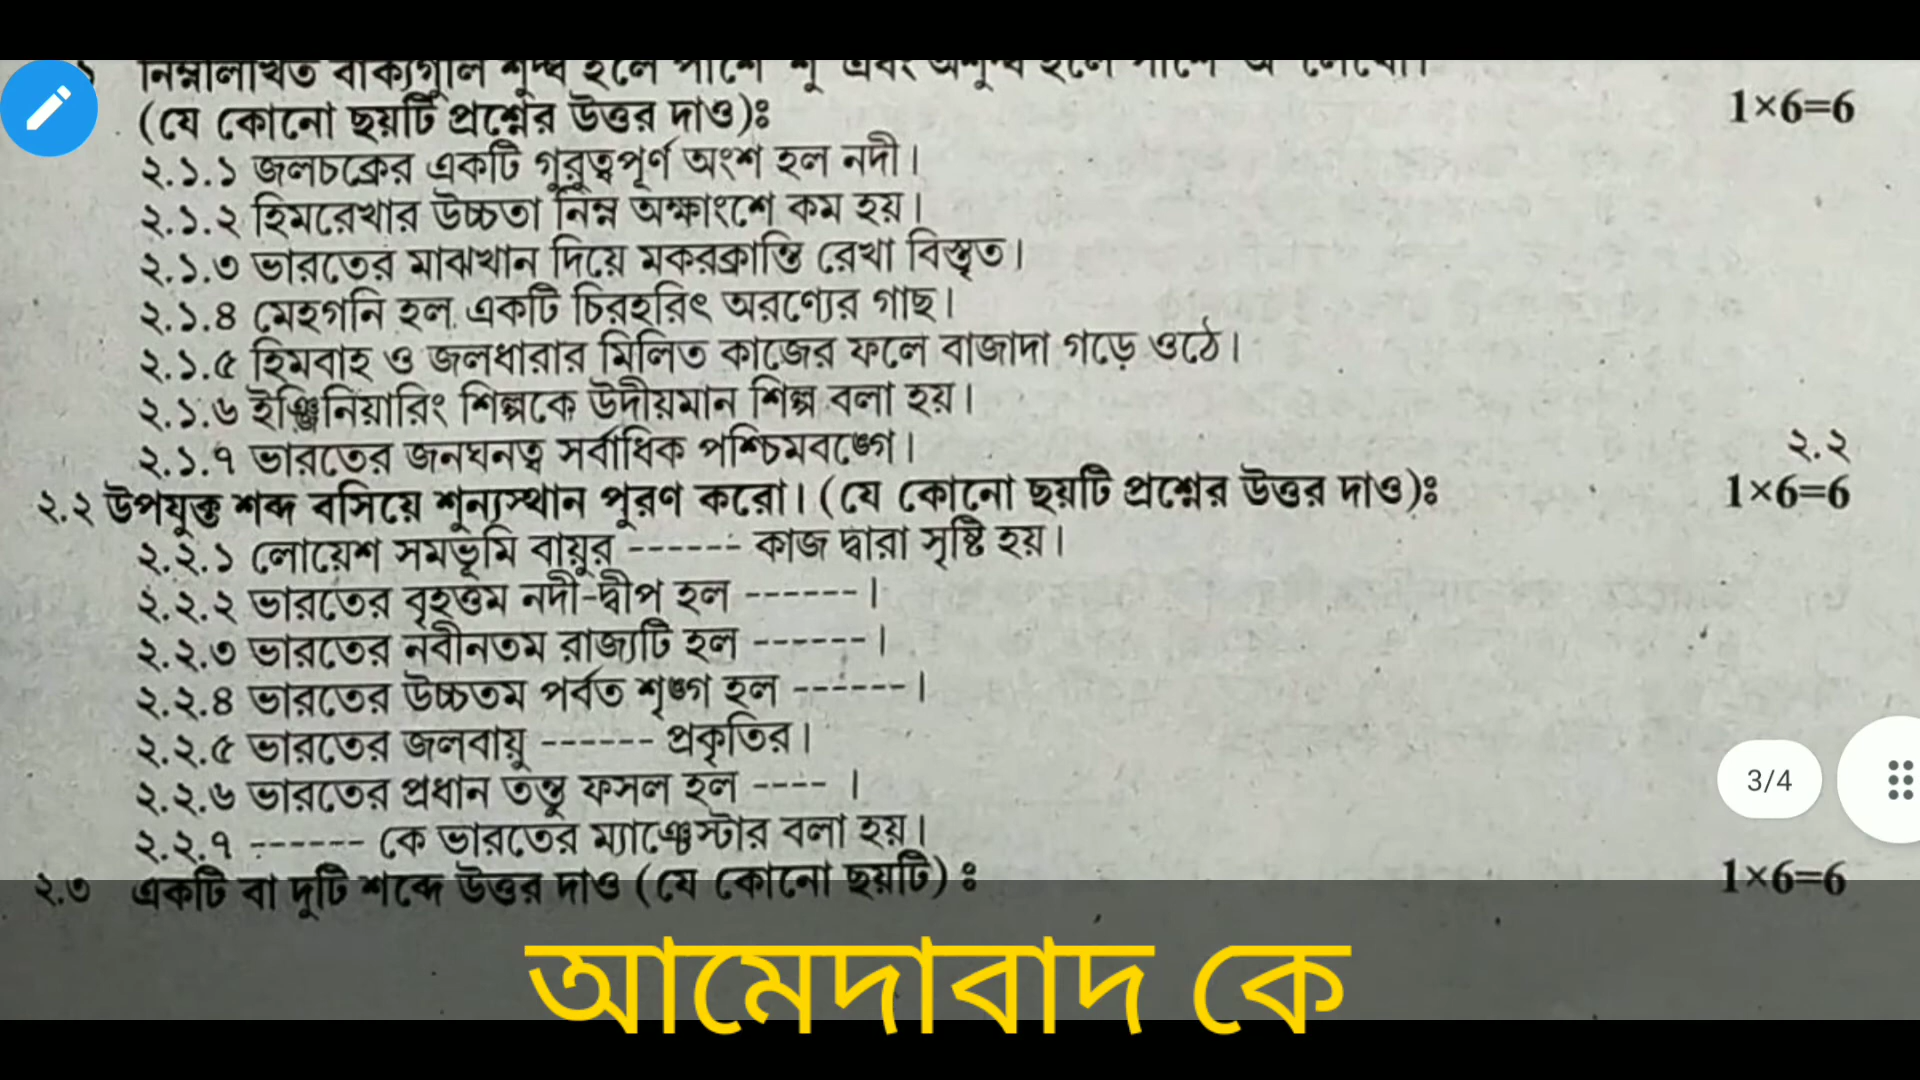 নিম্নলিখিত বাক্যগুলি শুদ্ধ হলে পাশে 'শু' এবং অশুদ্ধ হলে পাশে 'অ' লেখো।
(যে কোনো ছয়টি প্রশ্নের উত্তর দাও)ঃ 1×6=6
২.১.১ জলচক্রের একটি গুরুত্বপূর্ণ অংশ হল নদী।
২.১.২ হিমরেখার উচ্চতা নিম্ন অক্ষাংশে কম হয়।
২.১.৩ ভারতের মাঝখান দিয়ে মকরক্রান্তি রেখা বিস্তৃত।
২.১.৪ মেহগনি হল একটি চিরহরিৎ অরণ্যের গাছ।
২.১.৫ হিমবাহ ও জলধারার মিলিত কাজের ফলে বাজাদা গড়ে ওঠে।
২.১.৬ ইঞ্জিনিয়ারিং শিল্পকে উদীয়মান শিল্প বলা হয়।
২.১.৭ ভারতের জনঘনত্ব সর্বাধিক পশ্চিমবঙ্গে। ২.২
২.২ উপযুক্ত শব্দ বসিয়ে শূন্যস্থান পুরণ করো। (যে কোনো ছয়টি প্রশ্নের উত্তর দাও)ঃ 1×6=6
২.২.১ লোয়েশ সমভূমি বায়ুর ------ কাজ দ্বারা সৃষ্টি হয়।
২.২.২ ভারতের বৃহত্তম নদী-দ্বীপ হল ------।
২.২.৩ ভারতের নবীনতম রাজ্যটি হল ------।
২.২.৪ ভারতের উচ্চতম পর্বত শৃঙ্গ হল ------।
২.২.৫ ভারতের জলবায়ু ------ প্রকৃতির।
২.২.৬ ভারতের প্রধান তন্তু ফসল হল ---- ।
3/4
২.২.৭ ------ কে ভারতের ম্যাঞ্চেস্টার বলা হয়।
২.৩ একটি বা দুটি শব্দে উত্তর দাও (যে কোনো ছয়টি) ঃ 1×6=6
আমেদাবাদ কে